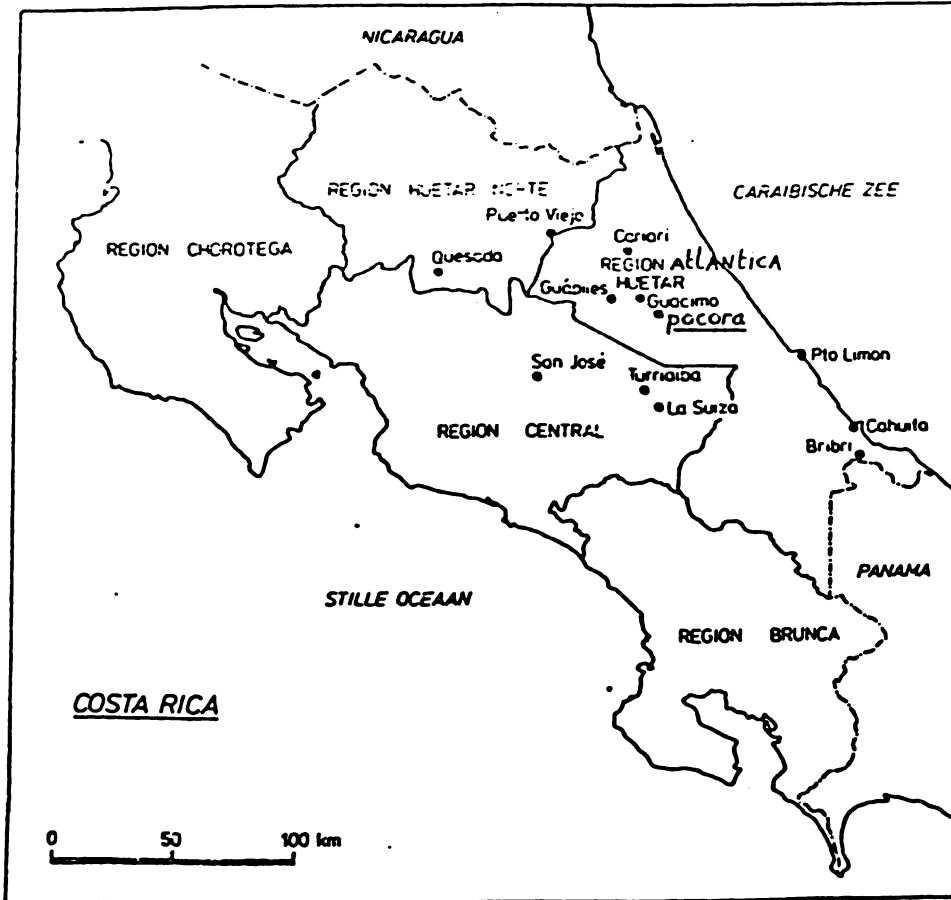 NICARAGUA
CARAIBISCHE ZEE
REGION HUETAR NORTE
Puerto Viejo
REGION CHOROTEGA
Cariari
Quesada
REGION ATLANTICA
HUETAR
Guápiles
Guacimo
pocora
Pto Limon
San José
Turrialba
La Suiza
REGION CENTRAL
Cahuita
Bribri
PANAMA
STILLE OCEAAN
REGION BRUNCA
COSTA RICA
0 50 100 km